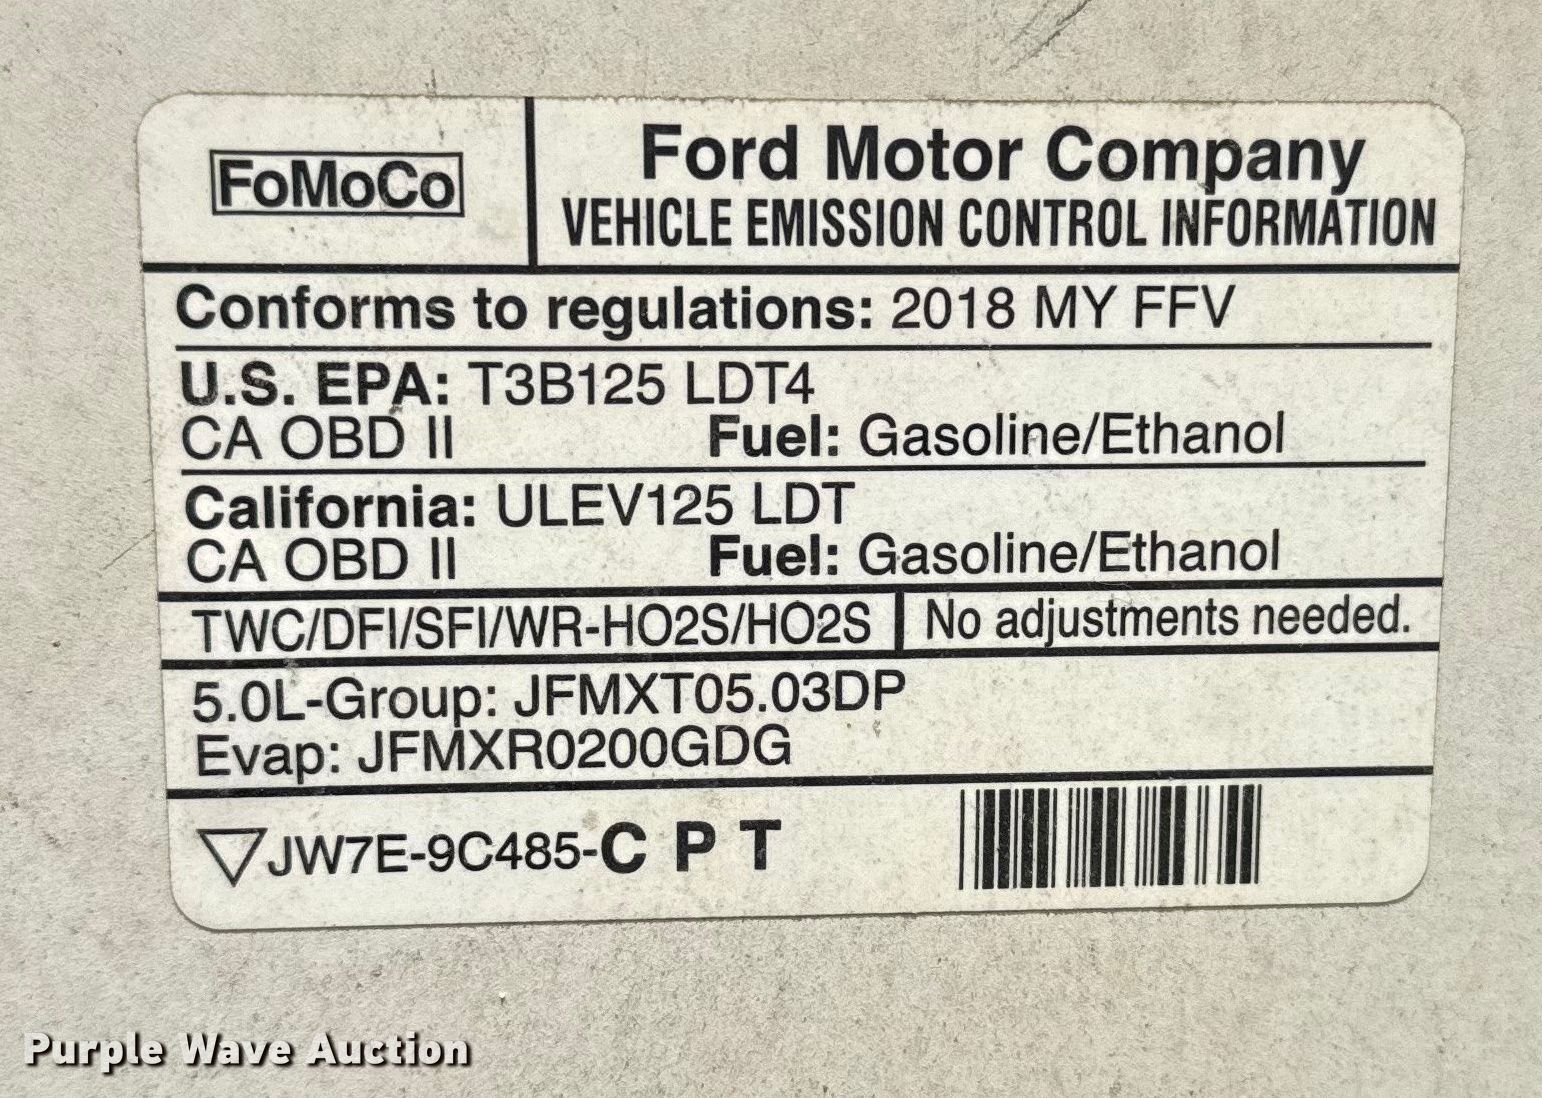 FoMoCo
Ford Motor Company
VEHICLE EMISSION CONTROL INFORMATION
Conforms to regulations: 2018 MY FFV
U.S. EPA: T3B125 LDT4
CA OBD II Fuel: Gasoline/Ethanol
California: ULEV125 LDT
CA OBD II Fuel: Gasoline/Ethanol
TWC/DFI/SFI/WR-HO2S/HO2S No adjustments needed.
5.0L-Group: JFMXT05.03DP
Evap: JFMXR0200GDG
JW7E-9C485-C P T
Purple Wave Auction